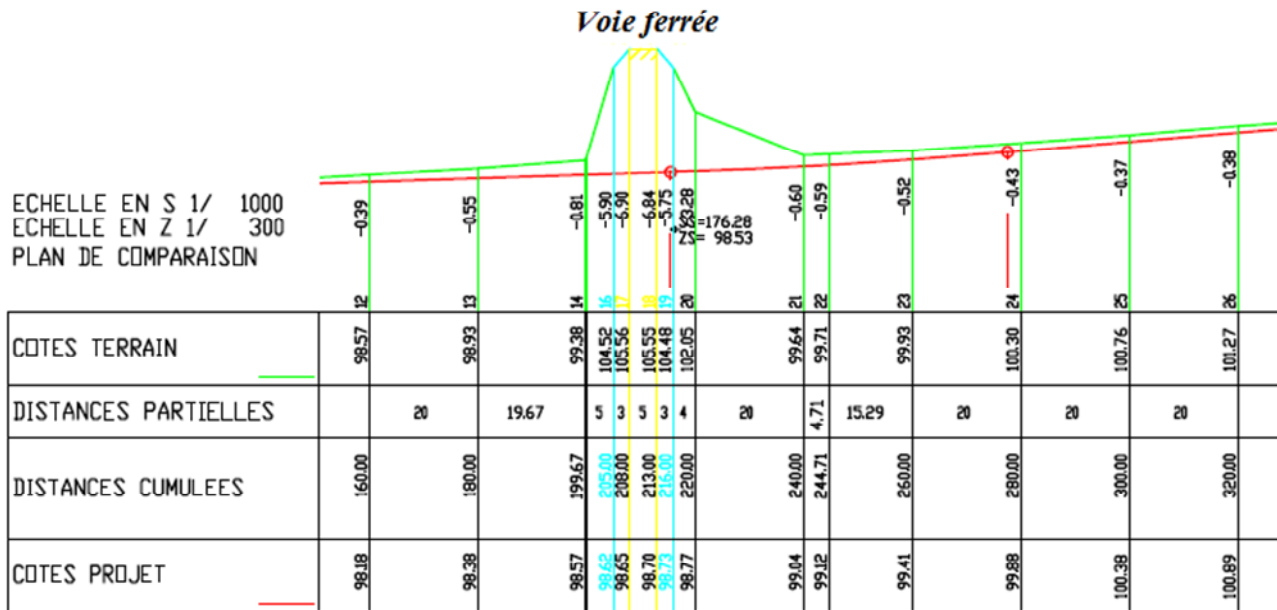 Voie ferrée
ECHELLE EN S 1/ 1000
ECHELLE EN Z 1/ 300
PLAN DE COMPARAISON
-0.39 -0.55 -0.81 -5.90 -6.90 -6.84 -5.75 -3.28 -0.60 -0.59 -0.52 -0.43 -0.37 -0.38
=176.28
ZS= 98.53
12 13 14 16 17 18 19 20 21 22 23 24 25 26
COTES TERRAIN 98.57 98.93 99.38 104.52 105.56 105.55 104.48 102.05 99.64 99.71 99.93 100.30 100.76 101.27
DISTANCES PARTIELLES 20 19.67 5 3 5 3 4 20 4.71 15.29 20 20 20
DISTANCES CUMULEES 160.00 180.00 199.67 205.00 208.00 213.00 216.00 220.00 240.00 244.71 260.00 280.00 300.00 320.00
COTES PROJET 98.18 98.38 98.57 98.62 98.65 98.70 98.73 98.77 99.04 99.12 99.41 99.88 100.38 100.89